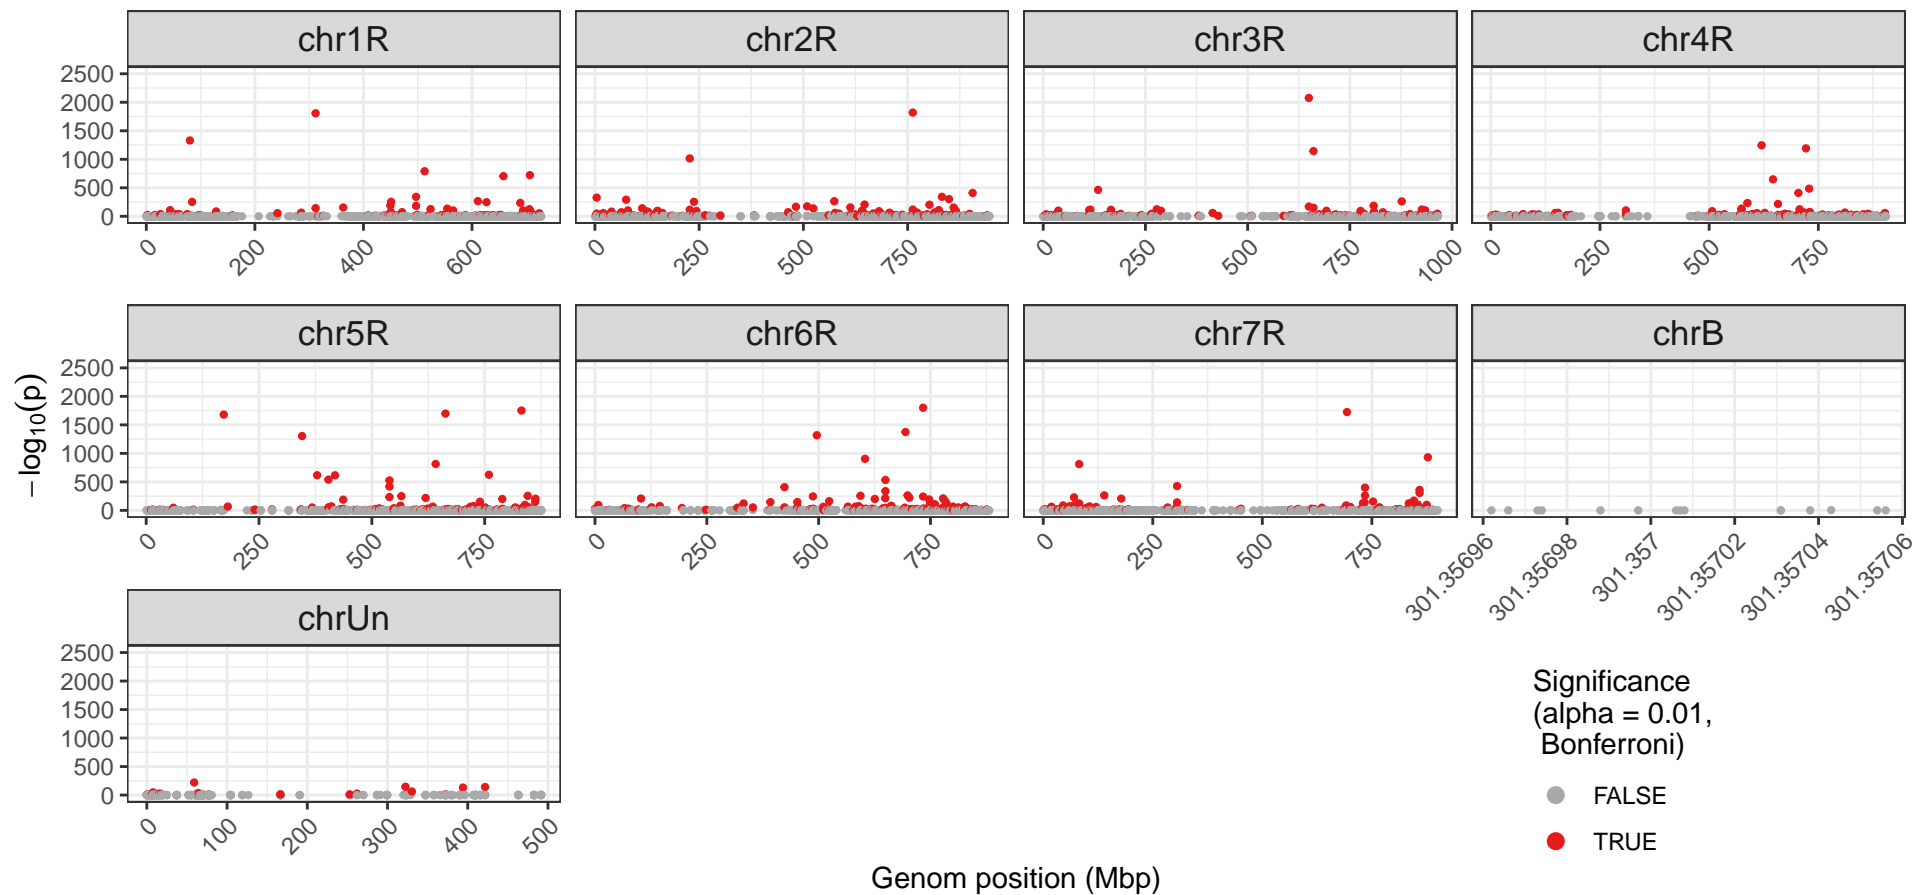 chr1R chr2R chr3R chr4R
2500
2000
1500
1000
500
0
0 200 400 600 0 250 500 750 0 250 500 750 1000 0 250 500 750
chr5R chr6R chr7R chrB
2500
2000
1500
1000
500
0
0 250 500 750 0 250 500 750 0 250 500 750 301.35696 301.35698 301.357 301.35702 301.35704 301.35706
−log10(p)
chrUn
2500
2000
1500
1000
500
0
0 100 200 300 400 500
Genom position (Mbp)
Significance
(alpha = 0.01,
Bonferroni)
FALSE
TRUE